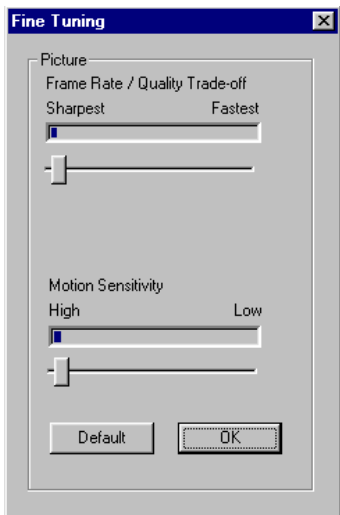 Fine Tuning
Picture
Frame Rate / Quality Trade-off
Sharpest Fastest
Motion Sensitivity
High Low
Default OK